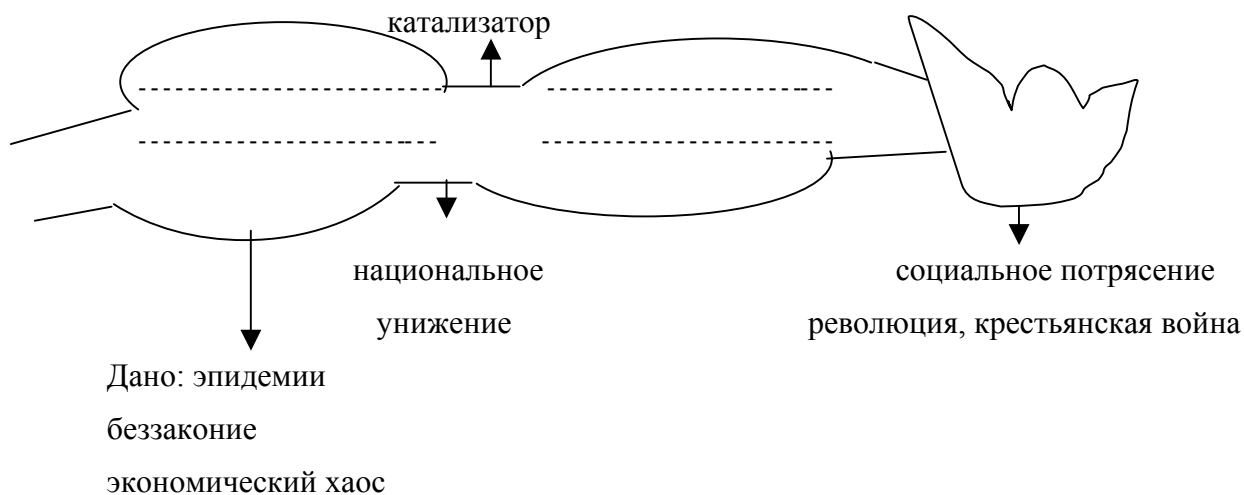 катализатор
национальное
унижение
социальное потрясение
революция, крестьянская война
Дано: эпидемии
беззаконие
экономический хаос